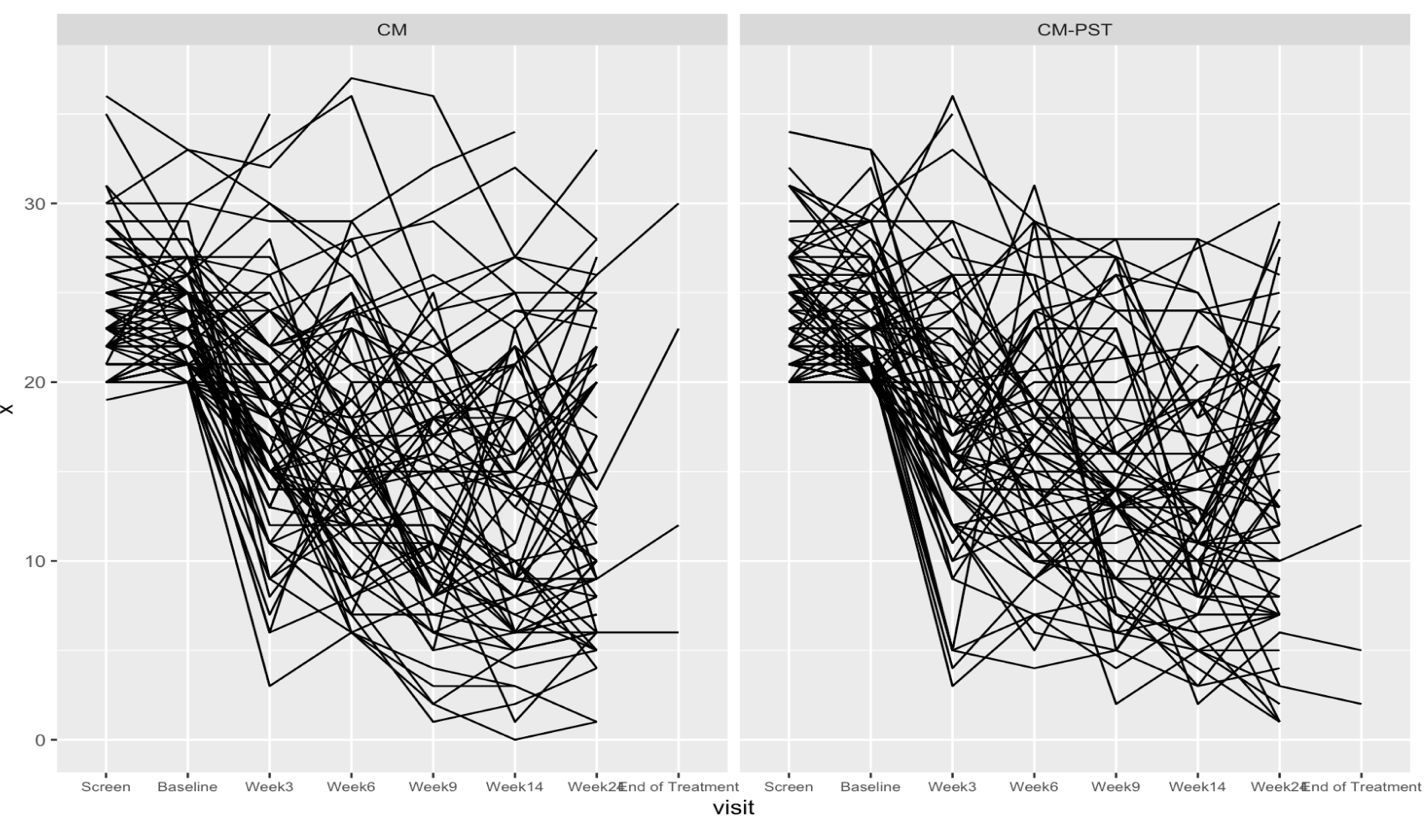 CM
CM-PST
30
20
10
0
x
Screen Baseline Week3 Week6 Week9 Week14 Week24 End of Treatment
Screen Baseline Week3 Week6 Week9 Week14 Week24 End of Treatment
visit